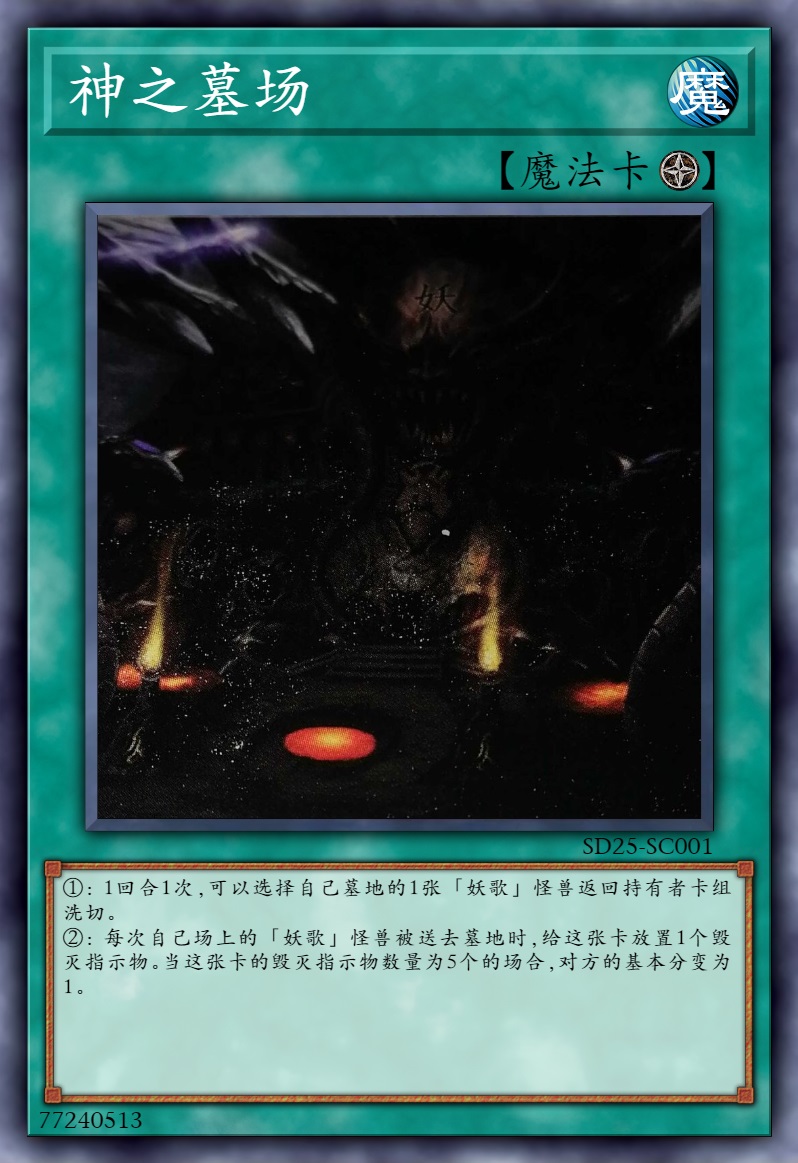 神之墓场
魔
【魔法卡】
妖
SD25-SC001
①: 1回合1次,可以选择自己墓地的1张「妖歌」怪兽返回持有者卡组
洗切。
②: 每次自己场上的「妖歌」怪兽被送去墓地时,给这张卡放置1个毁
灭指示物。当这张卡的毁灭指示物数量为5个的场合,对方的基本分变为
1。
77240513